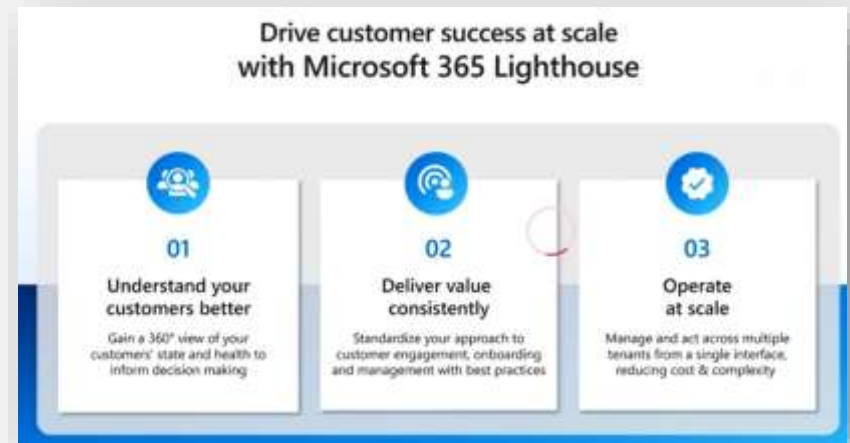 Drive customer success at scale
with Microsoft 365 Lighthouse
01
Understand your
customers better
Gain a 360° view of your
customers' state and health to
inform decision making
02
Deliver value
consistently
Standardize your approach to
customer engagement, onboarding
and management with best practices
03
Operate
at scale
Manage and act across multiple
tenants from a single interface,
reducing cost & complexity